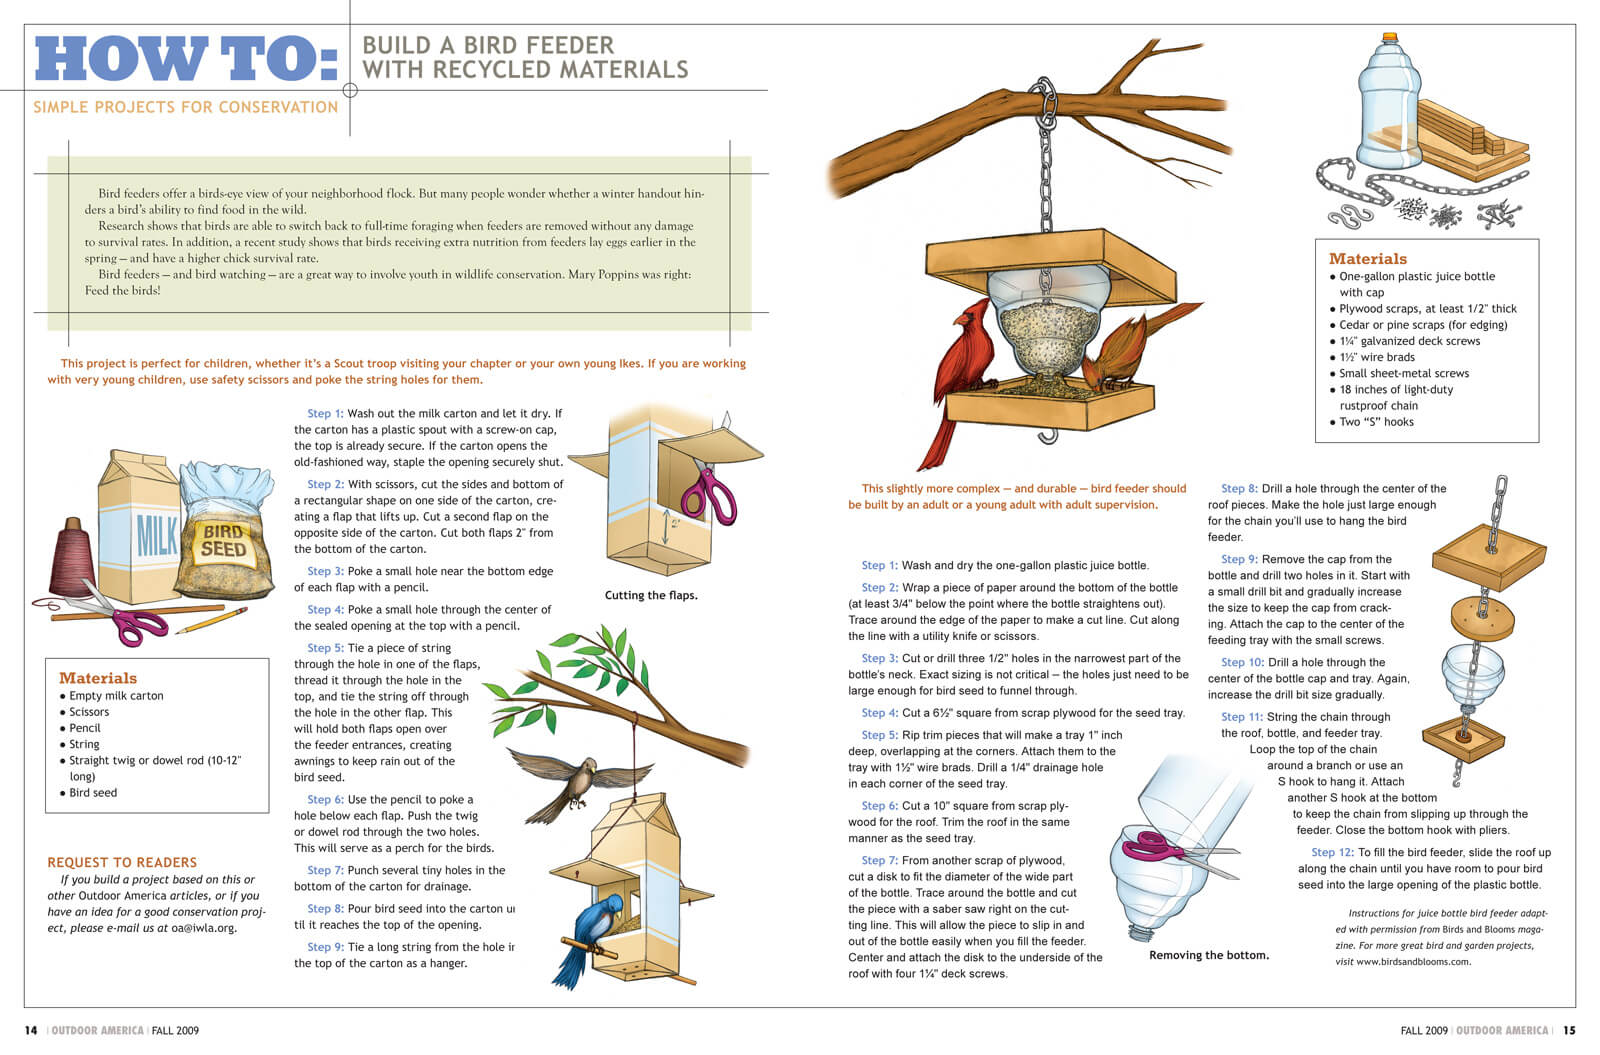 HOW TO:
SIMPLE PROJECTS FOR CONSERVATION
BUILD A BIRD FEEDER
WITH RECYCLED MATERIALS
Bird feeders offer a birds-eye view of your neighborhood flock. But many people wonder whether a winter handout hin-
ders a bird's ability to find food in the wild.
Research shows that birds are able to switch back to full-time foraging when feeders are removed without any damage
to survival rates. In addition, a recent study shows that birds receiving extra nutrition from feeders lay eggs earlier in the
spring — and have a higher chick survival rate.
Bird feeders — and bird watching — are a great way to involve youth in wildlife conservation. Mary Poppins was right:
Feed the birds!
This project is perfect for children, whether it's a Scout troop visiting your chapter or your own young Ikes. If you are working
with very young children, use safety scissors and poke the string holes for them.
MILK
BIRD
SEED
Materials
● Empty milk carton
● Scissors
● Pencil
● String
● Straight twig or dowel rod (10-12"
long)
● Bird seed
REQUEST TO READERS
If you build a project based on this or
other Outdoor America articles, or if you
have an idea for a good conservation proj-
ect, please e-mail us at oa@iwla.org.
Step 1: Wash out the milk carton and let it dry. If
the carton has a plastic spout with a screw-on cap,
the top is already secure. If the carton opens the
old-fashioned way, staple the opening securely shut.
Step 2: With scissors, cut the sides and bottom of
a rectangular shape on one side of the carton, cre-
ating a flap that lifts up. Cut a second flap on the
opposite side of the carton. Cut both flaps 2" from
the bottom of the carton.
Step 3: Poke a small hole near the bottom edge
of each flap with a pencil.
Step 4: Poke a small hole through the center of
the sealed opening at the top with a pencil.
Step 5: Tie a piece of string
through the hole in one of the flaps,
thread it through the hole in the
top, and tie the string off through
the hole in the other flap. This
will hold both flaps open over
the feeder entrances, creating
awnings to keep rain out of the
bird seed.
Step 6: Use the pencil to poke a
hole below each flap. Push the twig
or dowel rod through the two holes.
This will serve as a perch for the birds.
Step 7: Punch several tiny holes in the
bottom of the carton for drainage.
Step 8: Pour bird seed into the carton un
til it reaches the top of the opening.
Step 9: Tie a long string from the hole in
the top of the carton as a hanger.
2"
Cutting the flaps.
14 | OUTDOOR AMERICA | FALL 2009
Materials
● One-gallon plastic juice bottle
with cap
● Plywood scraps, at least 1/2" thick
● Cedar or pine scraps (for edging)
● 1¼" galvanized deck screws
● 1½" wire brads
● Small sheet-metal screws
● 18 inches of light-duty
rustproof chain
● Two “S” hooks
This slightly more complex — and durable — bird feeder should
be built by an adult or a young adult with adult supervision.
Step 1: Wash and dry the one-gallon plastic juice bottle.
Step 2: Wrap a piece of paper around the bottom of the bottle
(at least 3/4" below the point where the bottle straightens out).
Trace around the edge of the paper to make a cut line. Cut along
the line with a utility knife or scissors.
Step 3: Cut or drill three 1/2" holes in the narrowest part of the
bottle's neck. Exact sizing is not critical — the holes just need to be
large enough for bird seed to funnel through.
Step 4: Cut a 6½" square from scrap plywood for the seed tray.
Step 5: Rip trim pieces that will make a tray 1" inch
deep, overlapping at the corners. Attach them to the
tray with 1½" wire brads. Drill a 1/4" drainage hole
in each corner of the seed tray.
Step 6: Cut a 10" square from scrap ply-
wood for the roof. Trim the roof in the same
manner as the seed tray.
Step 7: From another scrap of plywood,
cut a disk to fit the diameter of the wide part
of the bottle. Trace around the bottle and cut
the piece with a saber saw right on the cut-
ting line. This will allow the piece to slip in and
out of the bottle easily when you fill the feeder.
Center and attach the disk to the underside of the
roof with four 1¼" deck screws.
Removing the bottom.
Step 8: Drill a hole through the center of the
roof pieces. Make the hole just large enough
for the chain you'll use to hang the bird
feeder.
Step 9: Remove the cap from the
bottle and drill two holes in it. Start with
a small drill bit and gradually increase
the size to keep the cap from crack-
ing. Attach the cap to the center of the
feeding tray with the small screws.
Step 10: Drill a hole through the
center of the bottle cap and tray. Again,
increase the drill bit size gradually.
Step 11: String the chain through
the roof, bottle, and feeder tray.
Loop the top of the chain
around a branch or use an
S hook to hang it. Attach
another S hook at the bottom
to keep the chain from slipping up through the
feeder. Close the bottom hook with pliers.
Step 12: To fill the bird feeder, slide the roof up
along the chain until you have room to pour bird
seed into the large opening of the plastic bottle.
Instructions for juice bottle bird feeder adapt-
ed with permission from Birds and Blooms maga-
zine. For more great bird and garden projects,
visit www.birdsandblooms.com.
FALL 2009 | OUTDOOR AMERICA | 15